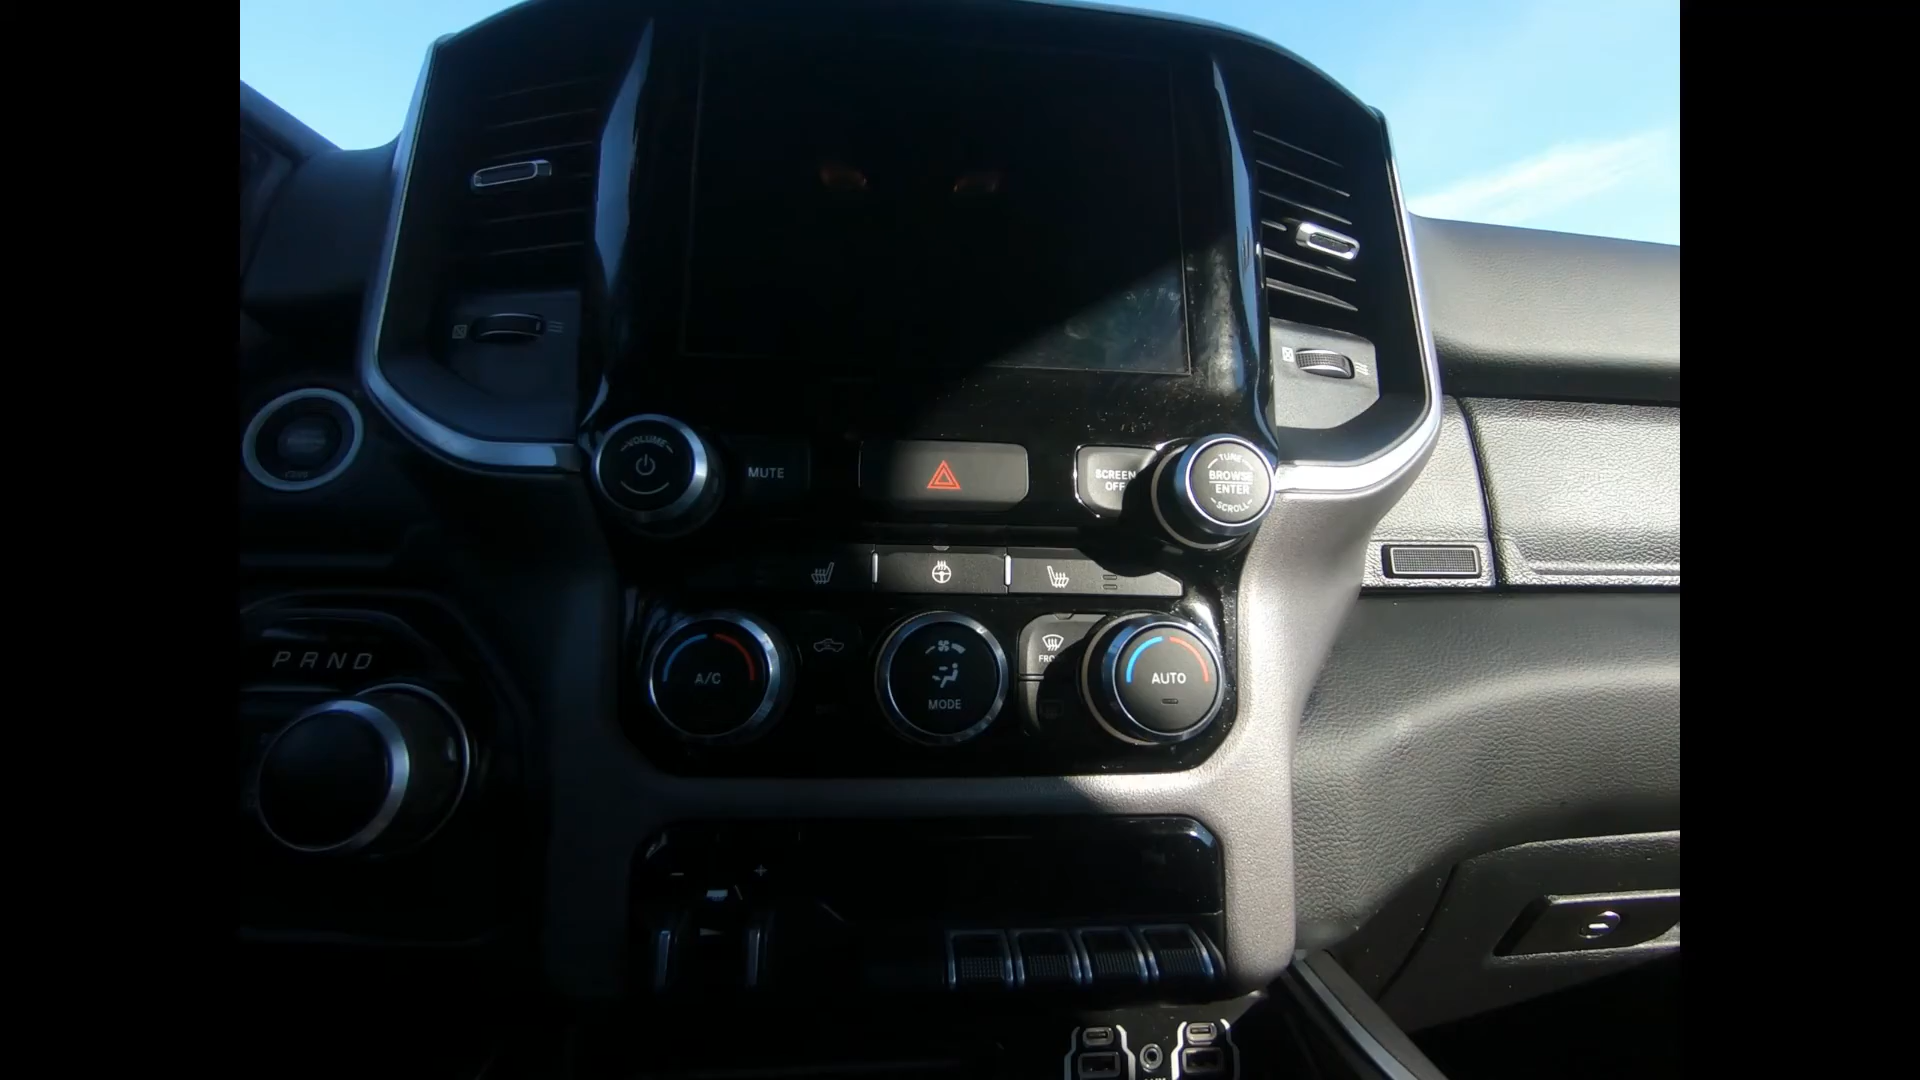 VOLUME
MUTE
SCREEN
OFF
TUNE
BROWSE
ENTER
SCROLL
PRND
A/C
MODE
AUTO